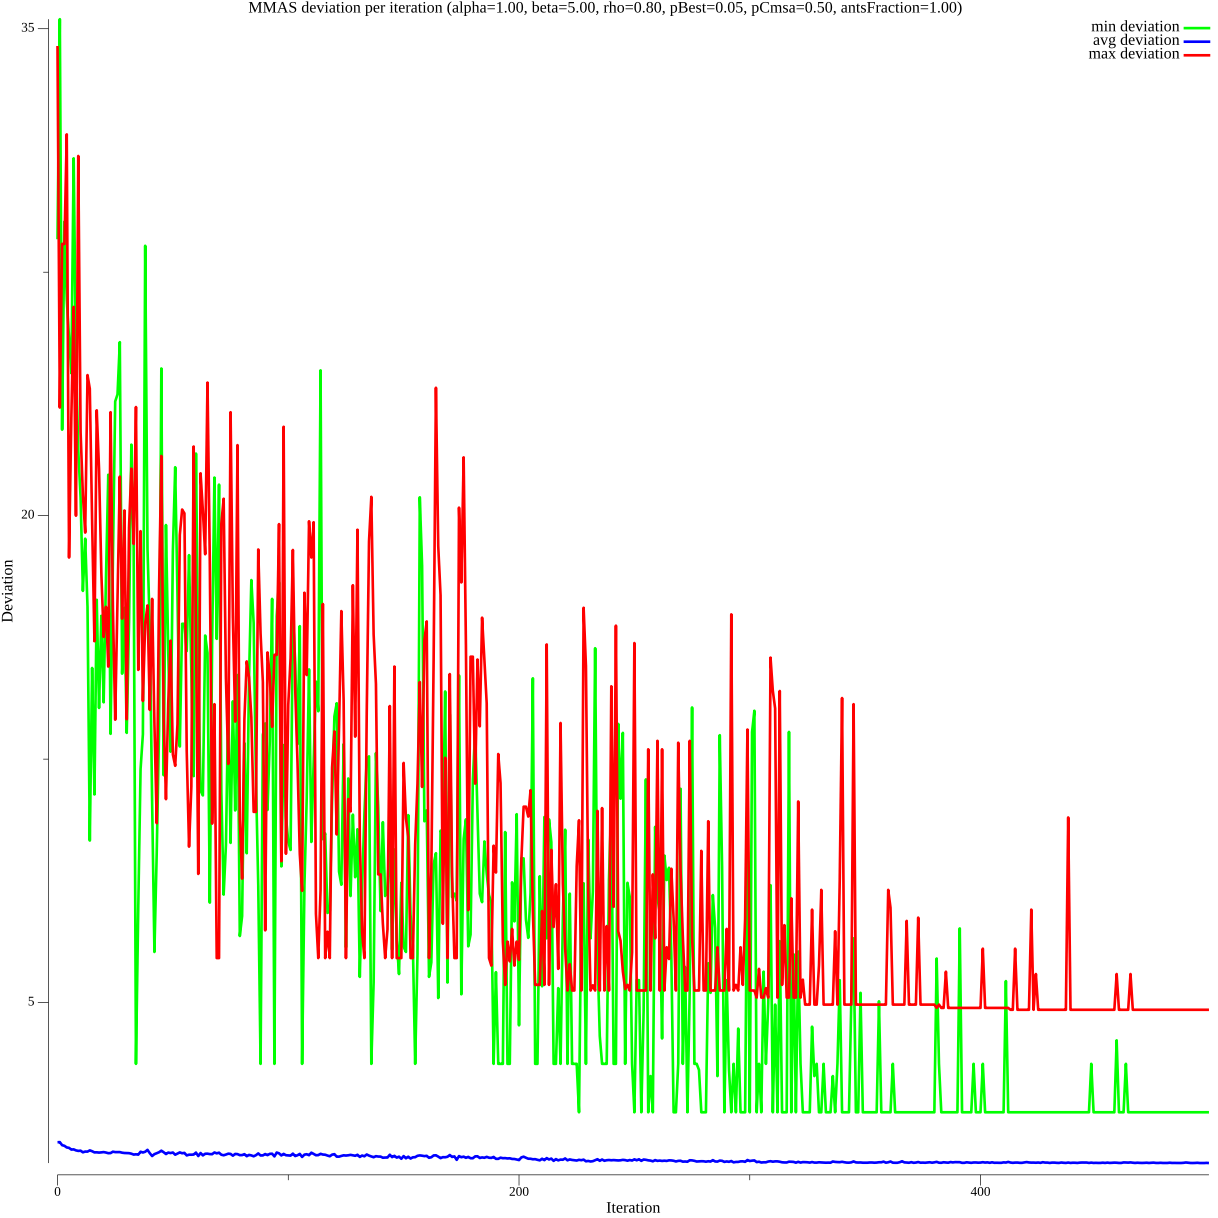 MMAS deviation per iteration (alpha=1.00, beta=5.00, rho=0.80, pBest=0.05, pCmsa=0.50, antsFraction=1.00)
min deviation
avg deviation
max deviation
35
20
5
Deviation
0
200
400
Iteration